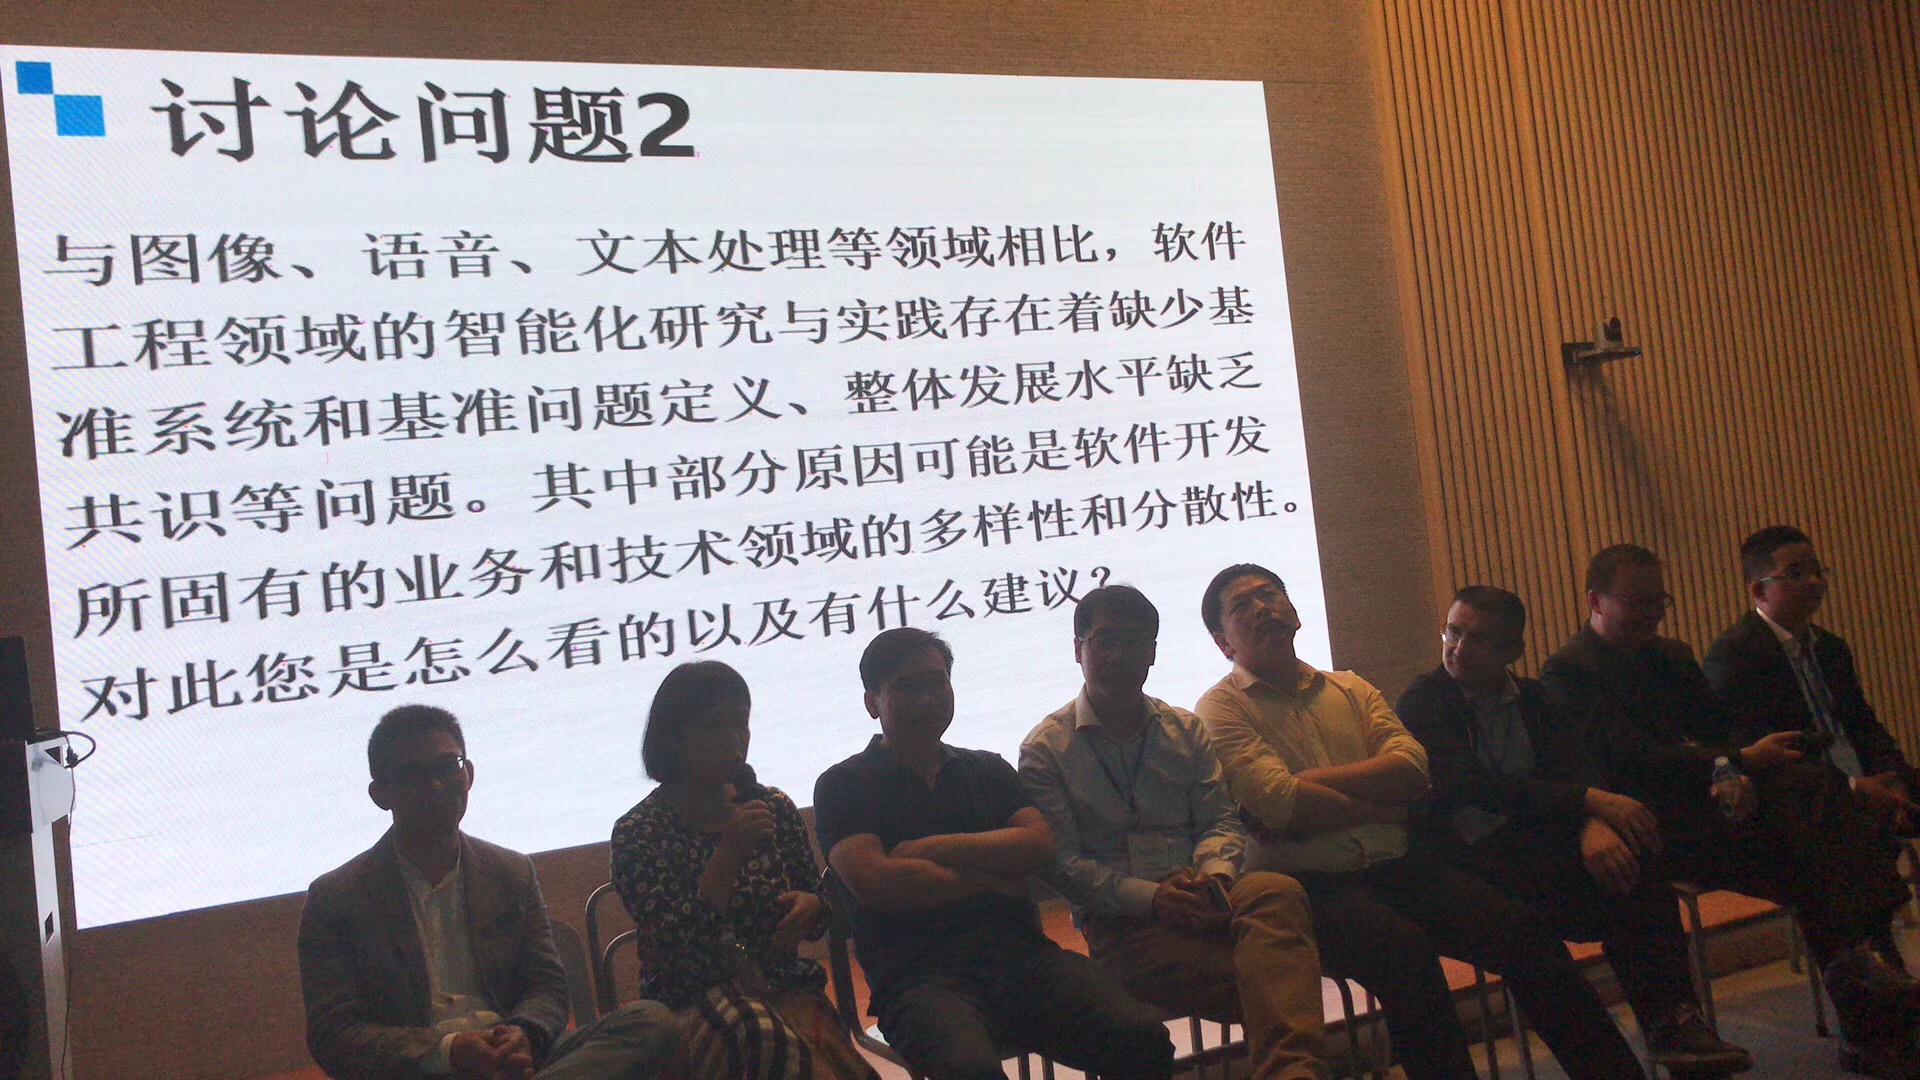 讨论问题2
与图像、语音、文本处理等领域相比，软件
工程领域的智能化研究与实践存在着缺少基
准系统和基准问题定义、整体发展水平缺乏
共识等问题。其中部分原因可能是软件开发
所固有的业务和技术领域的多样性和分散性。
对此您是怎么看的以及有什么建议？